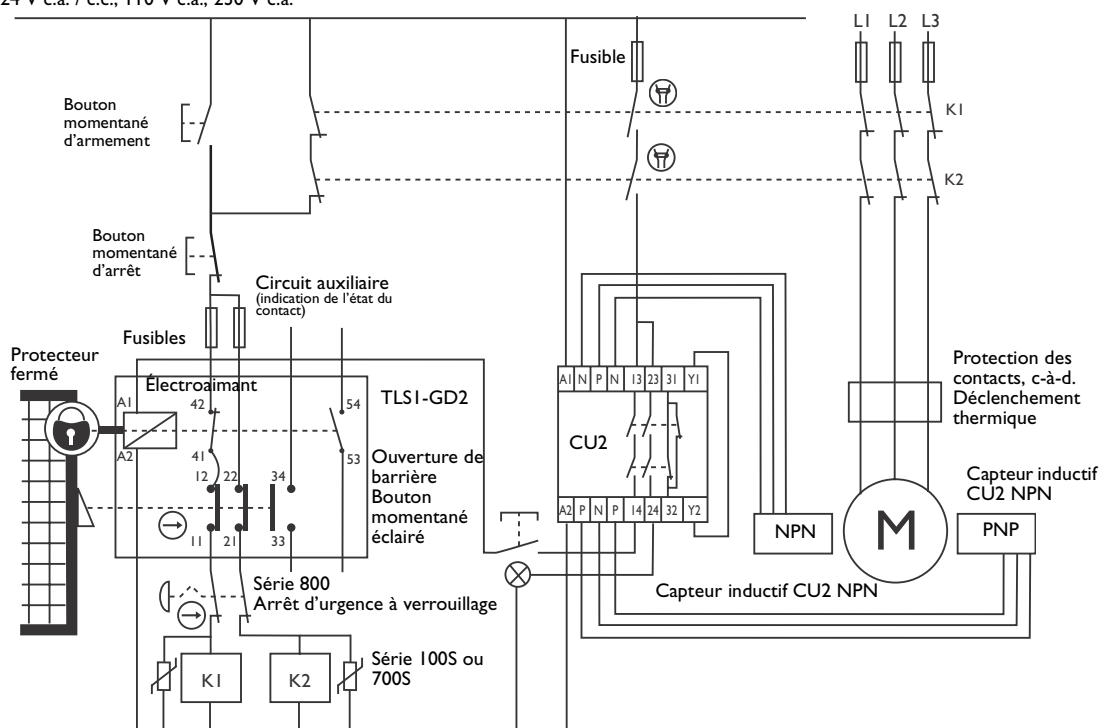 24 V c.a. / c.c., 110 V c.a., 230 V c.a.
L1 L2 L3
Fusible
Bouton
momentané
d'armement
K1
K2
Bouton
momentané
d'arrêt
Circuit auxiliaire
(indication de l'état du
contact)
Fusibles
Protecteur
fermé
Électroaimant
TLS1-GD2
A1
A2
42
41
54
53
12 22 34
11 21 33
Ouverture de
barrière
Bouton
momentané
éclairé
A1 N P N 13 23 31 Y1
CU2
A2 P N P 14 24 32 Y2
Protection des
contacts, c-à-d.
Déclenchement
thermique
Capteur inductif
CU2 NPN
NPN
M
PNP
Capteur inductif CU2 NPN
Série 800
Arrêt d'urgence à verrouillage
K1
K2
Série 100S ou
700S